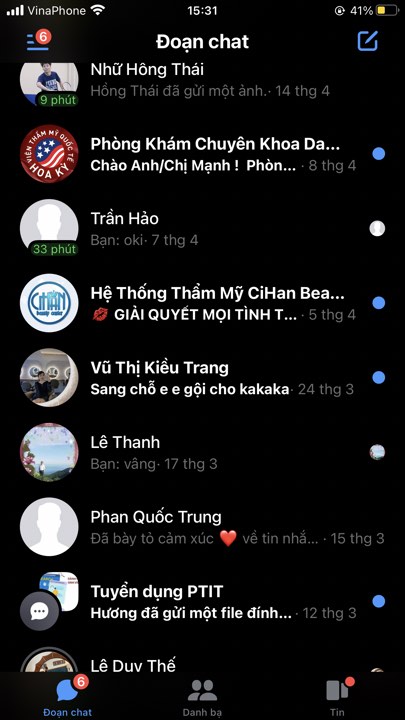 VinaPhone 15:31 41%
6
Đoạn chat
Nhữ Hồng Thái
Hồng Thái đã gửi một ảnh. · 14 thg 4
9 phút
VIỆN THẨM MỸ QUỐC TẾ
HOA KỲ
Phòng Khám Chuyên Khoa Da...
Chào Anh/Chị Mạnh ! Phòn... · 8 thg 4
Trần Hảo
Bạn: oki · 7 thg 4
33 phút
CiHAN
beauty center
Hệ Thống Thẩm Mỹ CiHan Bea...
💋 GIẢI QUYẾT MỌI TÌNH T... · 5 thg 4
Vũ Thị Kiều Trang
Sang chỗ e e gội cho kakaka · 24 thg 3
Lê Thanh
Bạn: vâng · 17 thg 3
Phan Quốc Trung
Đã bày tỏ cảm xúc ❤️ về tin nhắ... · 15 thg 3
Tuyển dụng PTIT
Hương đã gửi một file đính... · 12 thg 3
Lê Duy Thế
6
Đoạn chat
Danh bạ
Tin